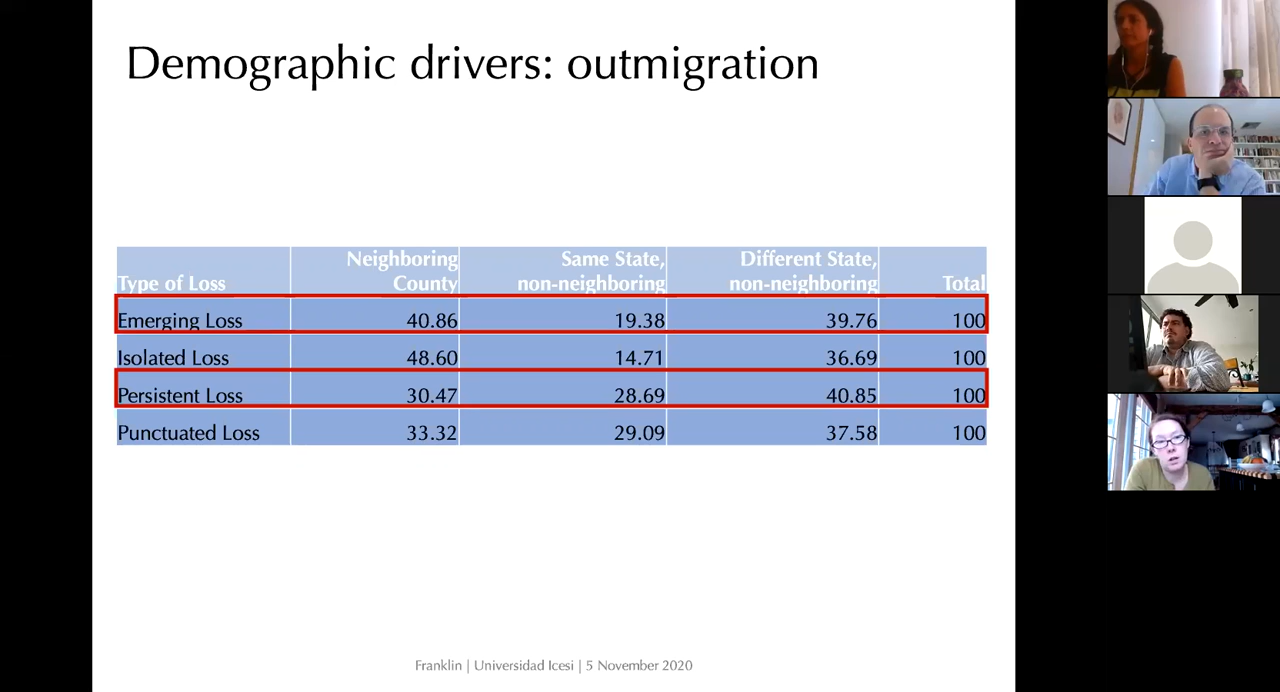 Demographic drivers: outmigration
Type of Loss Neighboring County Same State, non-neighboring Different State, non-neighboring Total
Emerging Loss 40.86 19.38 39.76 100
Isolated Loss 48.60 14.71 36.69 100
Persistent Loss 30.47 28.69 40.85 100
Punctuated Loss 33.32 29.09 37.58 100
Franklin | Universidad Icesi | 5 November 2020